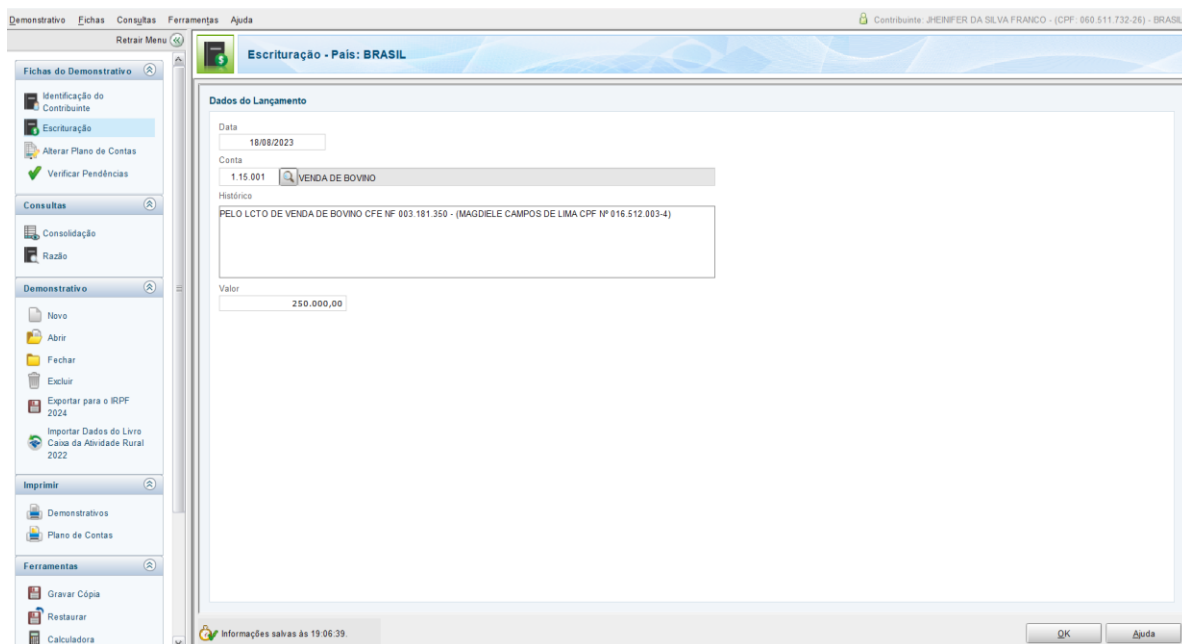 Demonstrativo Fichas Consultas Ferramentas Ajuda
Contribuinte: JHEINIFER DA SILVA FRANCO - (CPF: 060.511.732-26) - BRASIL
Retrair Menu
Escrituração - País: BRASIL
Fichas do Demonstrativo
Identificação do
Contribuinte
Escrituração
Alterar Plano de Contas
Verificar Pendências
Consultas
Consolidação
Razão
Demonstrativo
Novo
Abrir
Fechar
Excluir
Exportar para o IRPF
2024
Importar Dados do Livro
Caixa da Atividade Rural
2022
Imprimir
Demonstrativos
Plano de Contas
Ferramentas
Gravar Cópia
Restaurar
Calculadora
Dados do Lançamento
Data
18/08/2023
Conta
1.15.001 VENDA DE BOVINO
Histórico
PELO LCTO DE VENDA DE BOVINO CFE NF 003.181.350 - (MAGDIELE CAMPOS DE LIMA CPF Nº 016.512.003-4)
Valor
250.000,00
Informações salvas às 19:06:39.
OK Ajuda